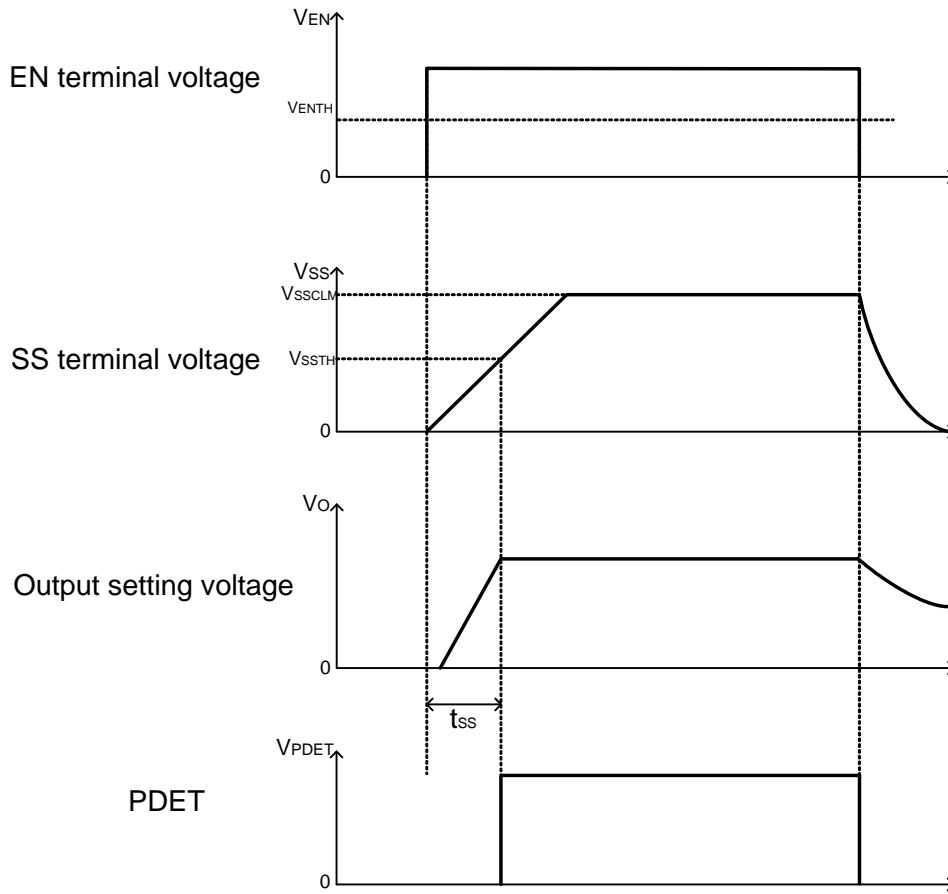 VEN
EN terminal voltage
VENTH
0
VSS
VSSCLM
SS terminal voltage
VSSTH
0
VO
Output setting voltage
0
tss
VPDET
PDET
0